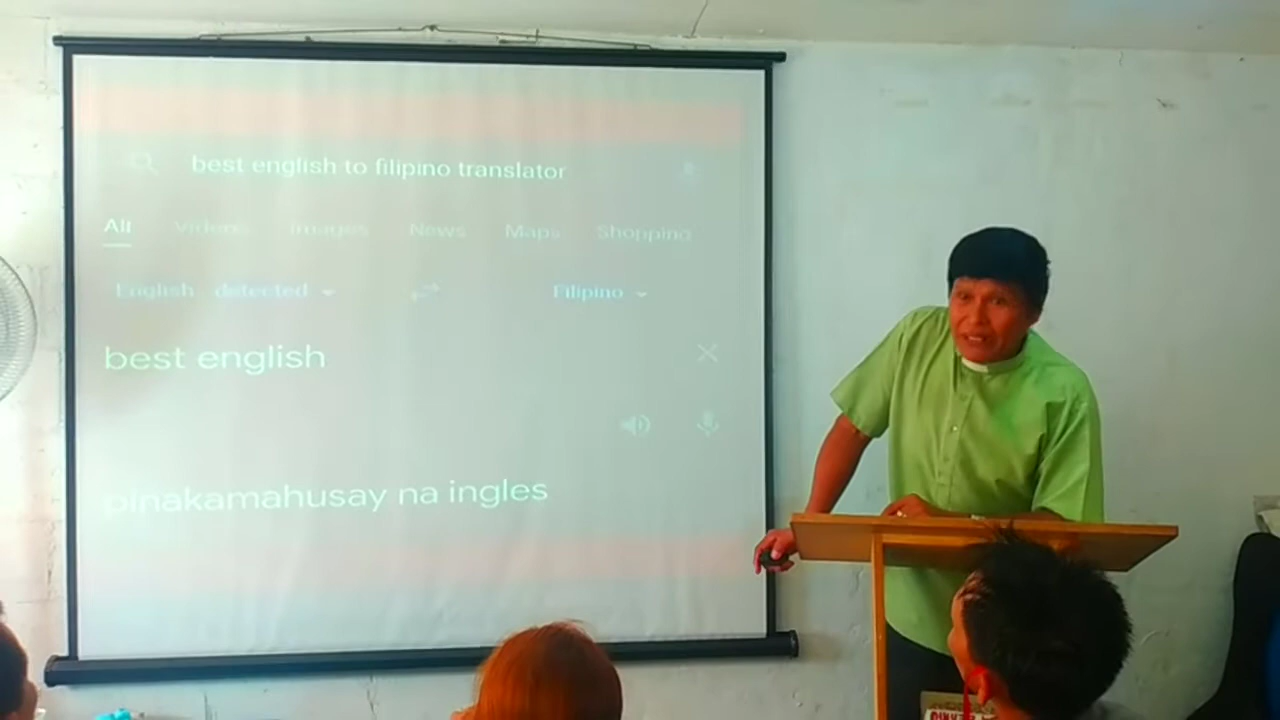 best english to filipino translator
All Videos Images News Maps Shopping
English detected Filipino
best english
pinakamahusay na ingles